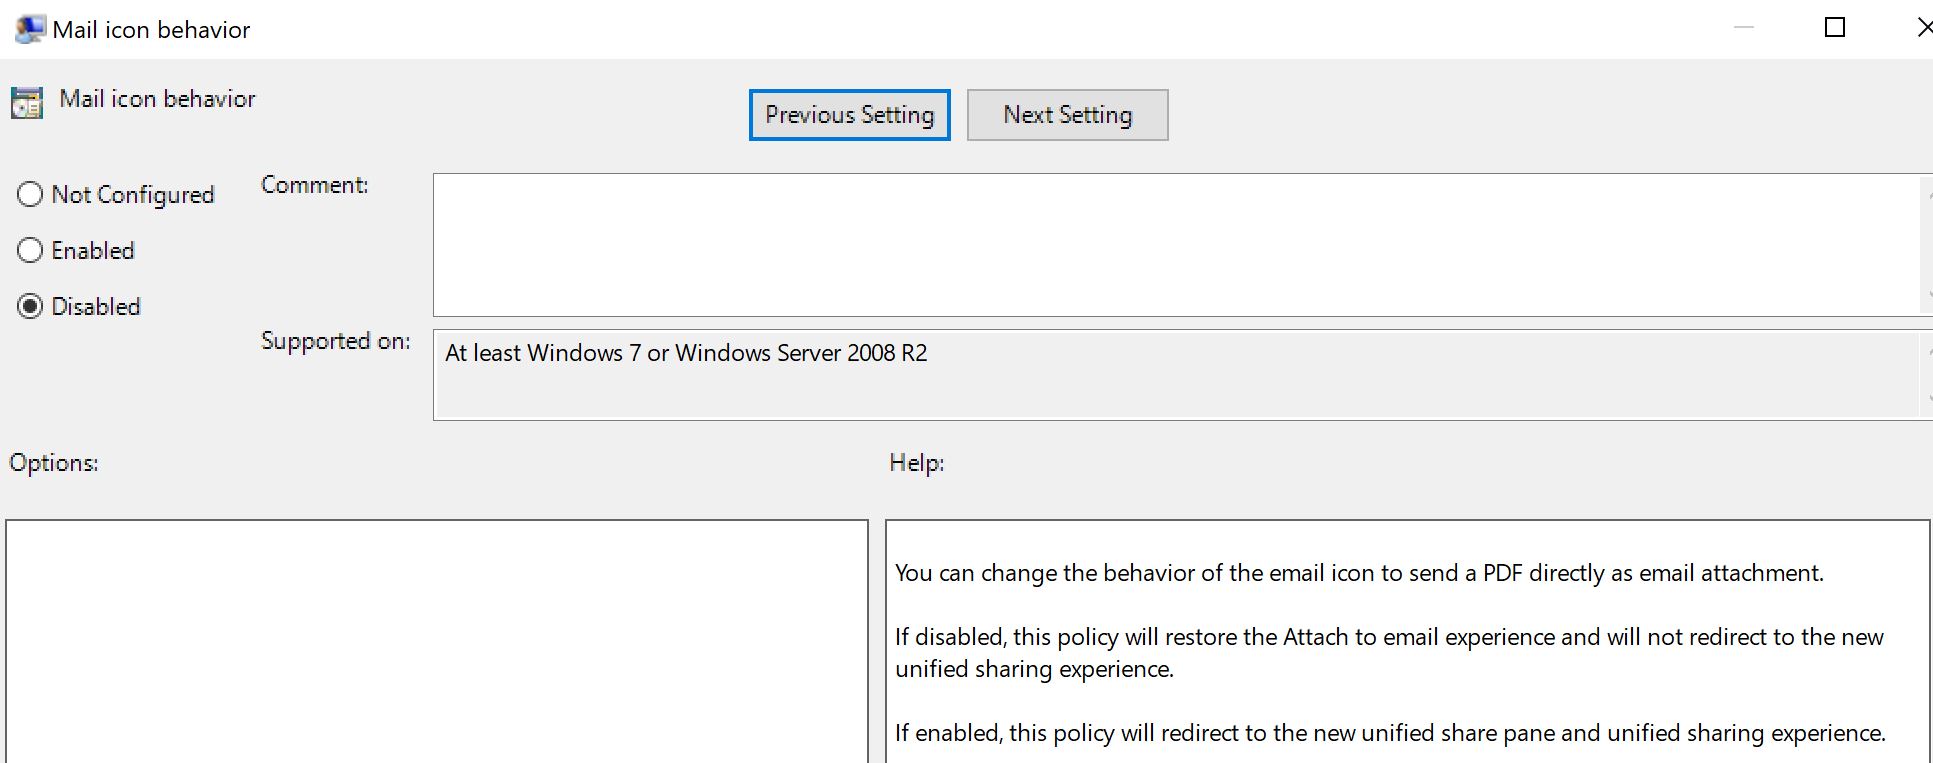 Mail icon behavior
Mail icon behavior
Previous Setting
Next Setting
Not Configured
Comment:
Enabled
Disabled
Supported on:
At least Windows 7 or Windows Server 2008 R2
Options:
Help:
You can change the behavior of the email icon to send a PDF directly as email attachment.
If disabled, this policy will restore the Attach to email experience and will not redirect to the new
unified sharing experience.
If enabled, this policy will redirect to the new unified share pane and unified sharing experience.